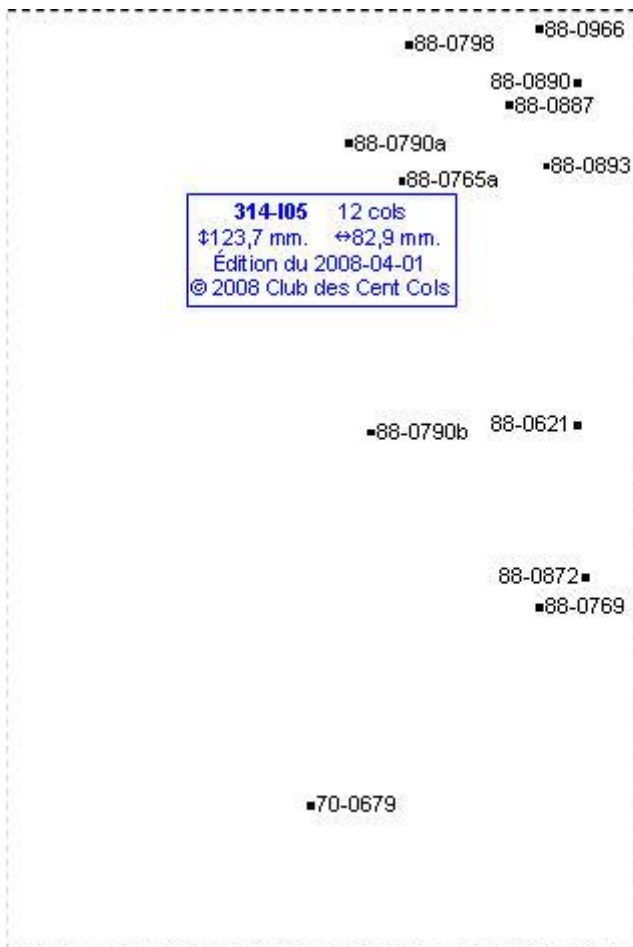 88-0966
88-0798
88-0890
88-0887
88-0790a
88-0893
88-0765a
314-I05 12 cols
⇕123,7 mm. ⇔82,9 mm.
Édition du 2008-04-01
© 2008 Club des Cent Cols
88-0621
88-0790b
88-0872
88-0769
70-0679